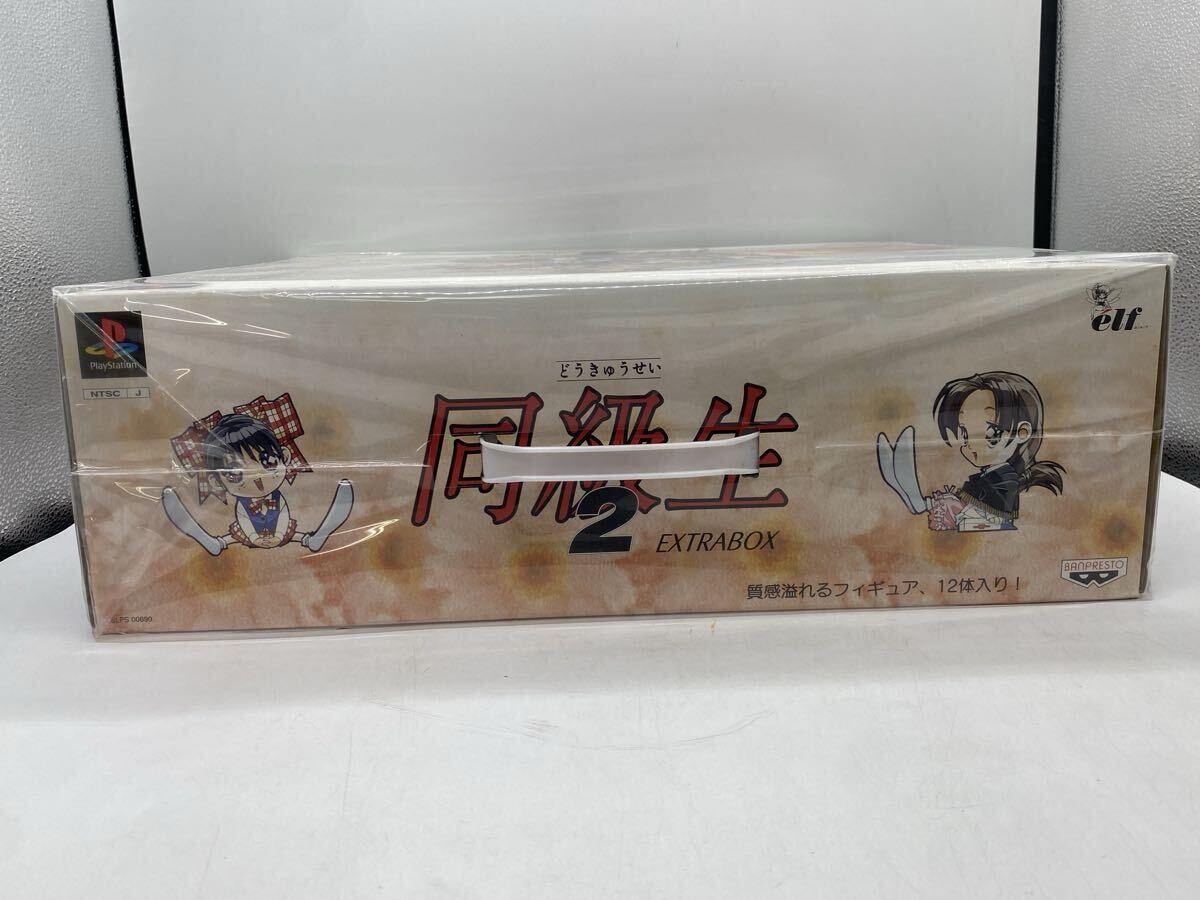 PlayStation
NTSC J
élf
どうきゅうせい
同級生
2
EXTRABOX
質感溢れるフィギュア、12体入り!
BANPRESTO
SLPS 00890